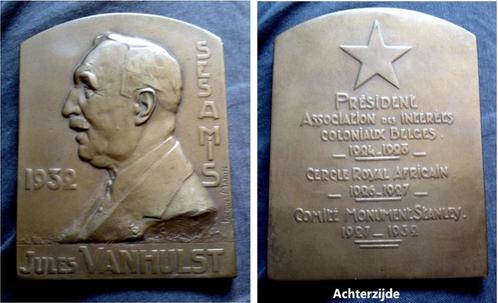 SES AMIS
1932
JULES VANHULST
PRÉSIDENT
ASSOCIATION DES INTÉRÊTS
COLONIAUX BELGES.
— 1924-1923 —
CERCLE ROYAL AFRICAIN
— 1926-1927 —
COMITÉ MONUMENT STANLEY.
1927 - 1932
Achterzijde